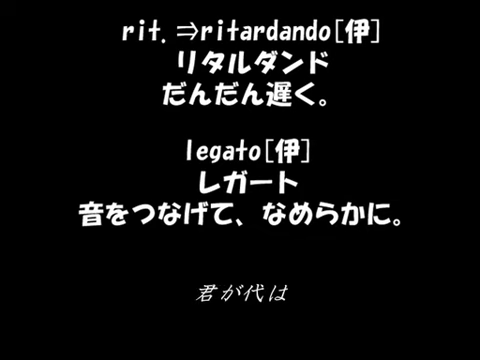 rit.⇒ritardando[伊]
リタルダンド
だんだん遅く。
legato[伊]
レガート
音をつなげて、なめらかに。
君が代は